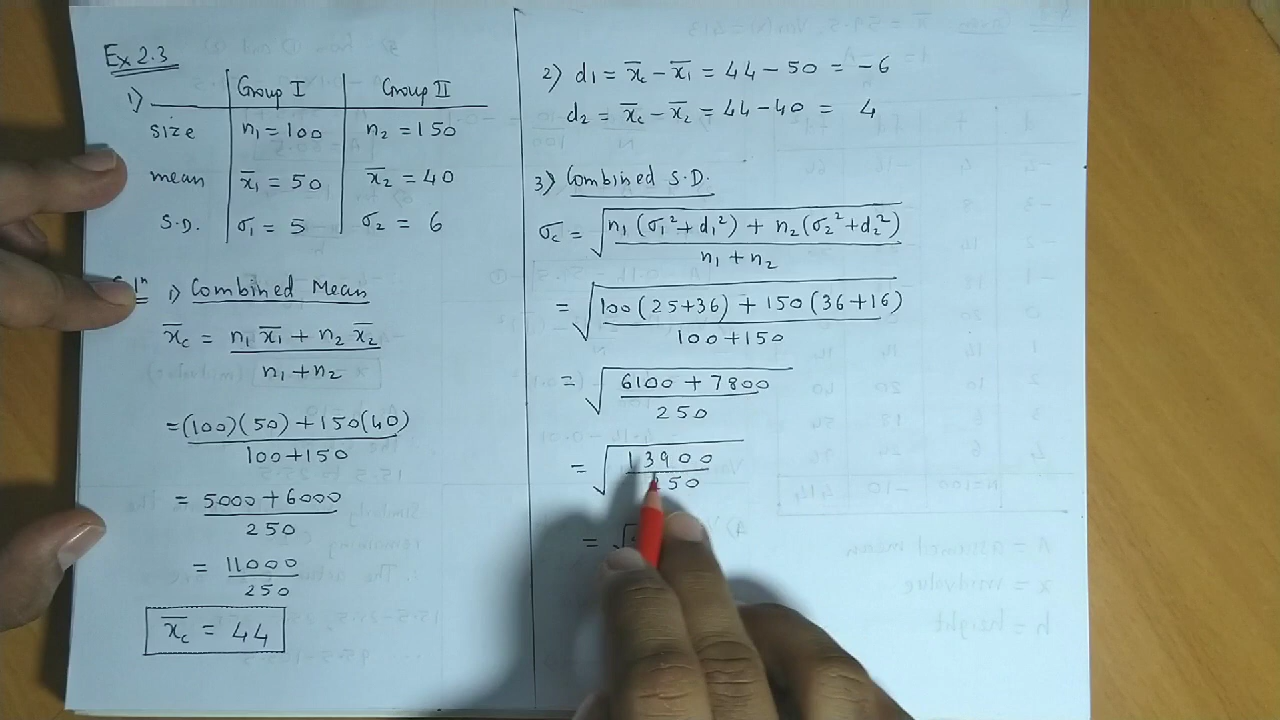 Ex 2.3
1) Group I Group II
size n₁ = 100 n₂ = 150
mean x̄₁ = 50 x̄₂ = 40
S.D. σ₁ = 5 σ₂ = 6
1) Combined Mean
x̄c = n₁ x̄₁ + n₂ x̄₂
n₁ + n₂
= (100)(50) + 150(40)
100+150
= 5000 + 6000
250
= 11000
250
x̄c = 44
2) d₁ = x̄c − x̄₁ = 44 − 50 = −6
d₂ = x̄c − x̄₂ = 44 − 40 = 4
3) Combined S.D.
σc = √ n₁ (σ₁² + d₁²) + n₂ (σ₂² + d₂²)
n₁ + n₂
= √ 100 (25+36) + 150 (36+16)
100 + 150
= √ 6100 + 7800
250
= √ 13900
250
= √